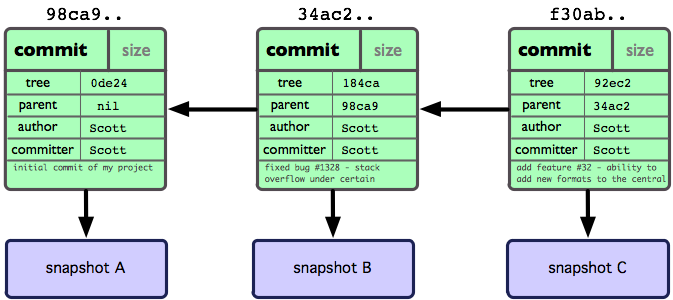 98ca9.. 34ac2.. f30ab..
commit size
tree 0de24
parent nil
author Scott
committer Scott
initial commit of my project
commit size
tree 184ca
parent 98ca9
author Scott
committer Scott
fixed bug #1328 - stack
overflow under certain
commit size
tree 92ec2
parent 34ac2
author Scott
committer Scott
add feature #32 - ability to
add new formats to the central
snapshot A
snapshot B
snapshot C